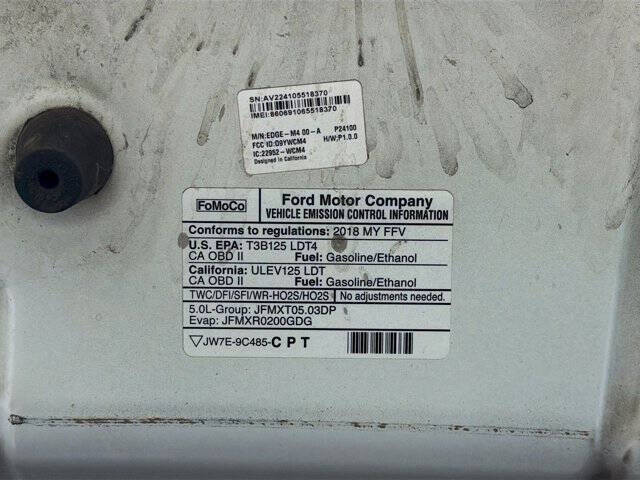 SN:AV224105518370
IMEI:860691065518370
M/N:EDGE-M4 00-A P24100
FCC ID:O9YWCM4 H/W:P1.0.0
IC:22952-WCM4
Designed in California
FoMoCo Ford Motor Company
VEHICLE EMISSION CONTROL INFORMATION
Conforms to regulations: 2018 MY FFV
U.S. EPA: T3B125 LDT4
CA OBD II Fuel: Gasoline/Ethanol
California: ULEV125 LDT
CA OBD II Fuel: Gasoline/Ethanol
TWC/DFI/SFI/WR-HO2S/HO2S No adjustments needed.
5.0L-Group: JFMXT05.03DP
Evap: JFMXR0200GDG
▽JW7E-9C485-CPT